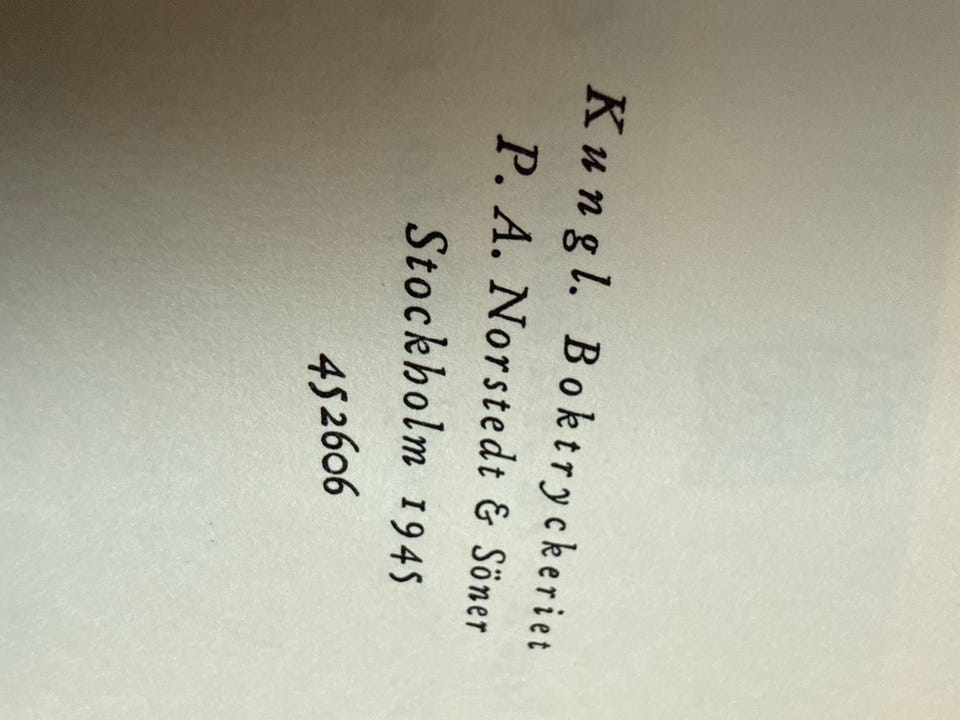 Kungl. Boktryckeriet
P. A. Norstedt & Söner
Stockholm 1945
452606